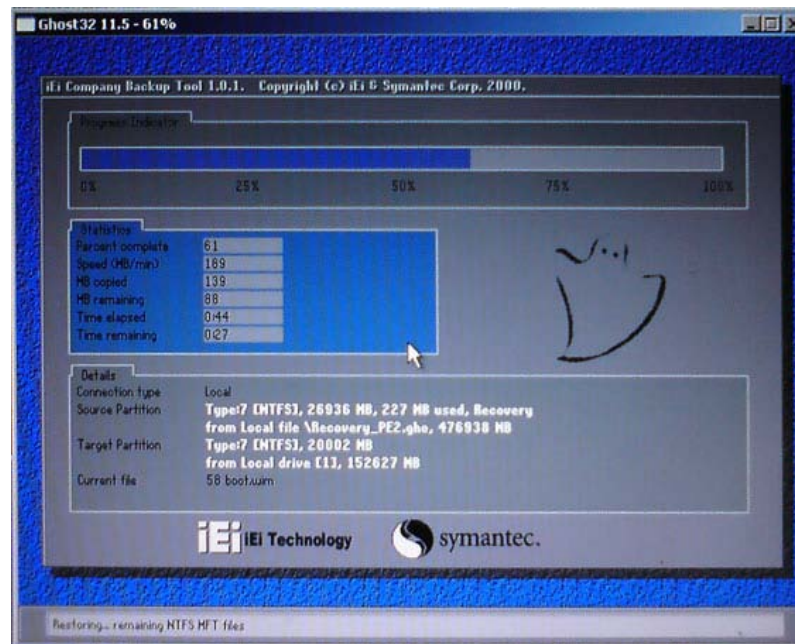 Ghost32 11.5 - 61%
iEi Company Backup Tool 1.0.1. Copyright (c) iEi & Symantec Corp. 2000.
Progress Indicator
0% 25% 50% 75% 100%
Statistics
Percent complete 61
Speed (MB/min) 189
MB copied 139
MB remaining 88
Time elapsed 0:44
Time remaining 0:27
Details
Connection type Local
Source Partition Type:7 [NTFS], 26936 MB, 227 MB used, Recovery
from Local file \Recovery_PE2.gho, 476938 MB
Target Partition Type:7 [NTFS], 20002 MB
from Local drive [1], 152627 MB
Current file 58 boot.wim
iEi iEi Technology symantec.
Restoring... remaining NTFS MFT files